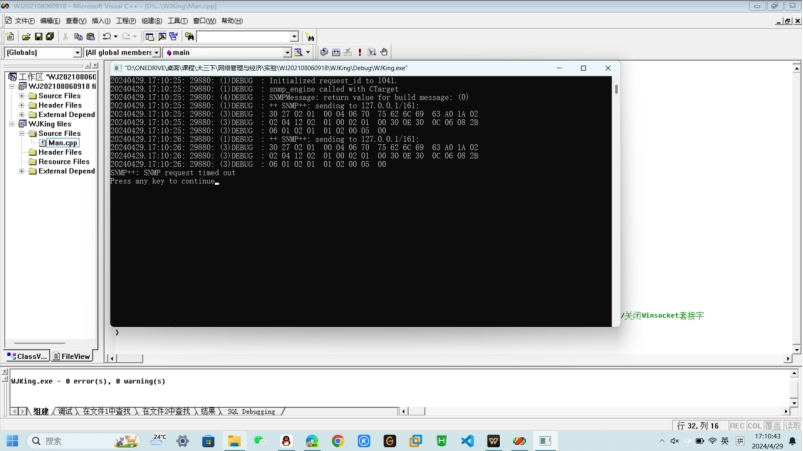 WJ202108060918 - Microsoft Visual C++ - [D:\...\WJKing\Man.cpp]
文件(F) 编辑(E) 查看(V) 插入(I) 工程(P) 组建(B) 工具(T) 窗口(W) 帮助(H)
(Globals) (All global members) main
"D:\ONEDRIVE\桌面\课程\大三下\网络管理与经济\实验\WJ202108060918\WJKing\Debug\WJKing.exe"
20240429.17:10:25: 29880: (1)DEBUG : Initialized request_id to 1041.
20240429.17:10:25: 29880: (1)DEBUG : snmp_engine called with CTarget
20240429.17:10:25: 29880: (4)DEBUG : SNMPMessage: return value for build message: (0)
20240429.17:10:25: 29880: (1)DEBUG : ++ SNMP++: sending to 127.0.0.1/161:
20240429.17:10:25: 29880: (3)DEBUG : 30 27 02 01 00 04 06 70 75 62 6C 69 63 A0 1A 02
20240429.17:10:25: 29880: (3)DEBUG : 02 04 12 02 01 00 02 01 00 30 0E 30 0C 06 08 2B
20240429.17:10:25: 29880: (3)DEBUG : 06 01 02 01 01 02 00 05 00
20240429.17:10:26: 29880: (1)DEBUG : ++ SNMP++: sending to 127.0.0.1/161:
20240429.17:10:26: 29880: (3)DEBUG : 30 27 02 01 00 04 06 70 75 62 6C 69 63 A0 1A 02
20240429.17:10:26: 29880: (3)DEBUG : 02 04 12 02 01 00 02 01 00 30 0E 30 0C 06 08 2B
20240429.17:10:26: 29880: (3)DEBUG : 06 01 02 01 01 02 00 05 00
SNMP++: SNMP request timed out
Press any key to continue
工作区 "WJ202108060
WJ202108060918 fi
Source Files
Header Files
External Depend
WJKing files
Source Files
Man.cpp
Header Files
Resource Files
External Depend
/关闭Winsocket套接字
}
ClassV... FileView
WJKing.exe - 0 error(s), 0 warning(s)
组建 调试 在文件1中查找 在文件2中查找 结果 SQL Debugging
行 32, 列 16 REC COL 覆盖 读取
搜索
24°C
英
拼
17:10:43
2024/4/29